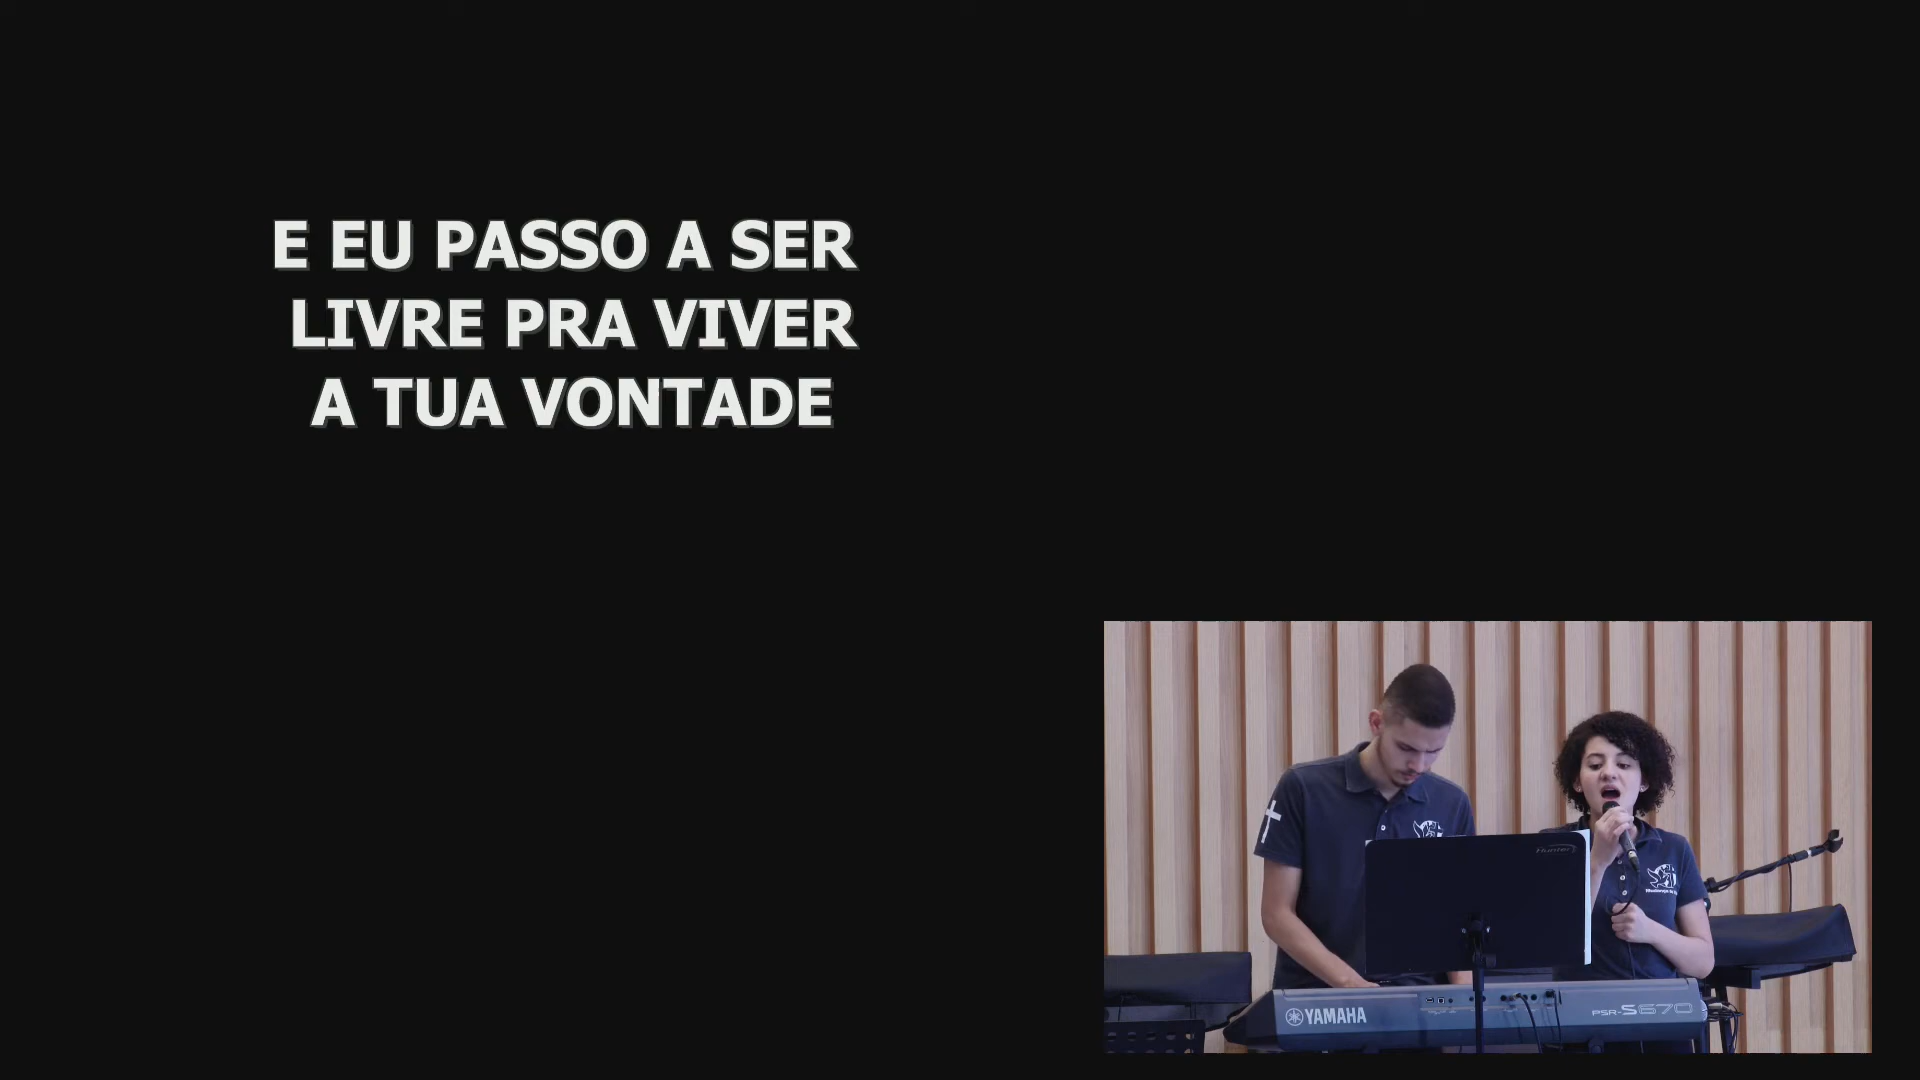 E EU PASSO A SER
LIVRE PRA VIVER
A TUA VONTADE
YAMAHA
PSR-S670